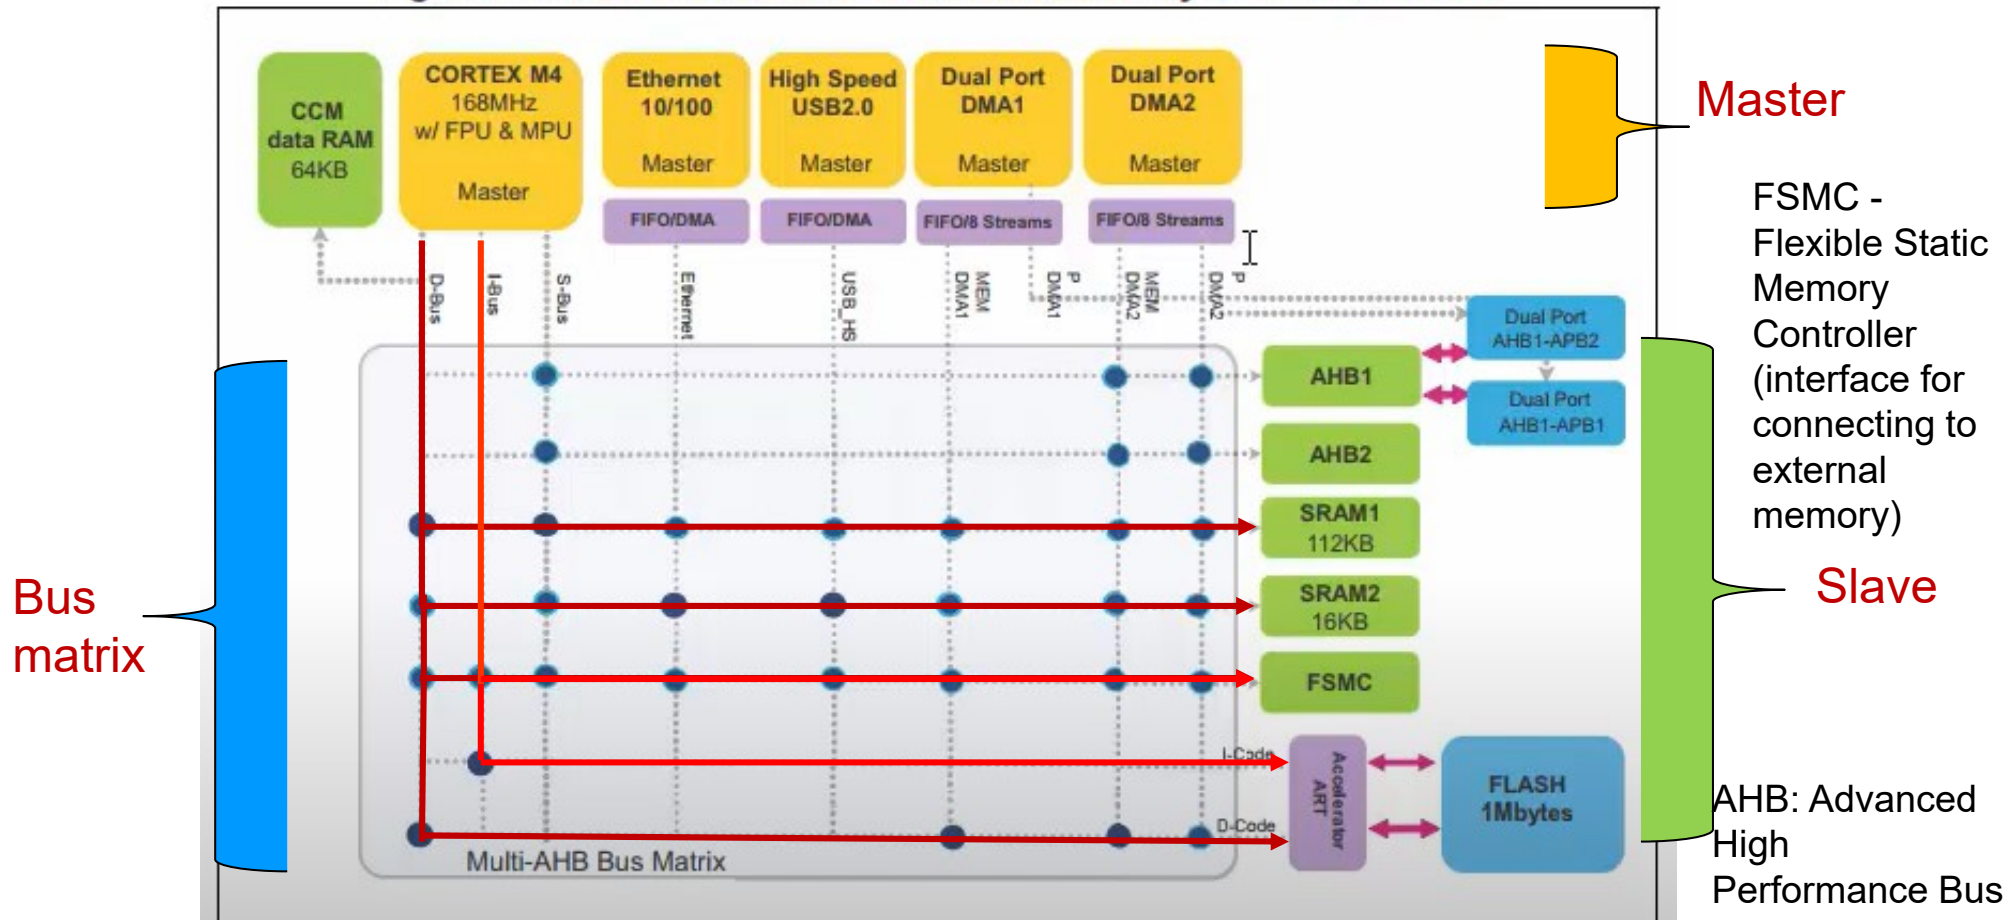 CCM
data RAM
64KB
CORTEX M4
168MHz
w/ FPU & MPU
Master
Ethernet
10/100
Master
High Speed
USB2.0
Master
Dual Port
DMA1
Master
Dual Port
DMA2
Master
FIFO/DMA
FIFO/DMA
FIFO/8 Streams
FIFO/8 Streams
D-Bus
I-Bus
S-Bus
Ethernet
USB_HS
MEM
DMA1
P
DMA1
MEM
DMA2
P
DMA2
Dual Port
AHB1-APB2
Dual Port
AHB1-APB1
AHB1
AHB2
SRAM1
112KB
SRAM2
16KB
FSMC
I-Code
D-Code
Accelerator
ART
FLASH
1Mbytes
Multi-AHB Bus Matrix
Bus
matrix
Master
FSMC -
Flexible Static
Memory
Controller
(interface for
connecting to
external
memory)
Slave
AHB: Advanced
High
Performance Bus